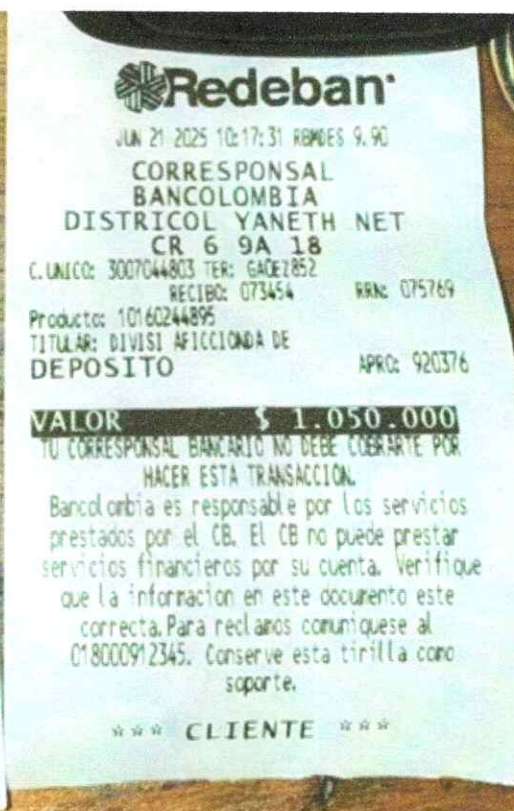 Redeban
JUN 21 2025 10:17:31 RBMDES 9.90
CORRESPONSAL
BANCOLOMBIA
DISTRICOL YANETH NET
CR 6 9A 18
C.UNICO: 3007044803 TER: GAOEZ852
RECIBO: 073454 RRN: 075769
Producto: 10160244895
TITULAR: DIVISI AFICCIONDA DE
DEPOSITO APRO: 920376
VALOR $ 1.050.000
TU CORRESPONSAL BANCARIO NO DEBE COBRARTE POR
HACER ESTA TRANSACCION.
Bancolombia es responsable por los servicios
prestados por el CB. El CB no puede prestar
servicios financieros por su cuenta. Verifique
que la informacion en este documento este
correcta.Para reclamos comuniquese al
018000912345. Conserve esta tirilla como
soporte.
*** CLIENTE ***